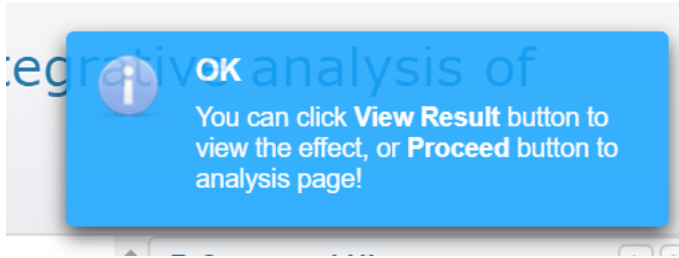 tegrative analysis of
OK
You can click View Result button to
view the effect, or Proceed button to
analysis page!